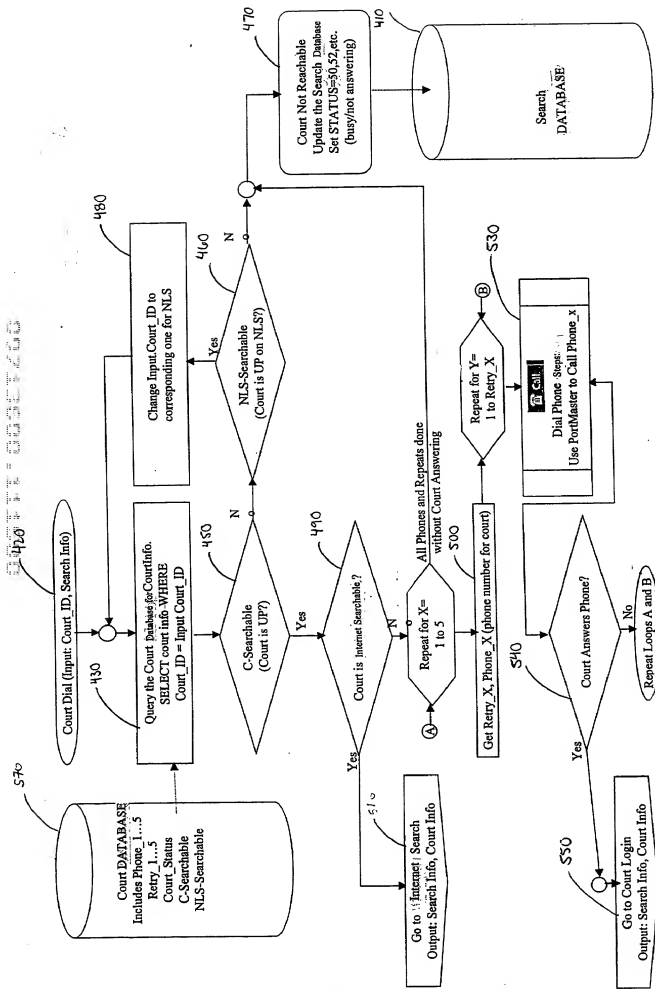 420
Court Dial (Input: Court_ID, Search Info)
570
Court DATABASE
Includes Phone_1...5
Retry_1...5
Court_Status
C-Searchable
NLS-Searchable
430
Query the Court Database for CourtInfo.
SELECT court info WHERE
Court_ID = Input Court_ID
480
Change Input.Court_ID to
corresponding one for NLS
450
C-Searchable
(Court is UP?)
N
Yes
460
NLS-Searchable
(Court is UP on NLS?)
Yes
N
470
Court Not Reachable
Update the Search Database
Set STATUS=50,52,etc.
(busy/not answering)
410
Search
DATABASE
490
Court is Internet Searchable,?
Yes
N
510
Go to Internet Search
Output: Search Info, Court Info
A
Repeat for X=
1 to 5
All Phones and Repeats done
without Court Answering
500
Get Retry_X, Phone_X (phone number for court)
Repeat for Y=
1 to Retry_X
B
530
Call
Dial Phone Steps:
Use PortMaster to Call Phone_x
540
Court Answers Phone?
Yes
No
Repeat Loops A and B
550
Go to Court Login
Output: Search Info, Court Info